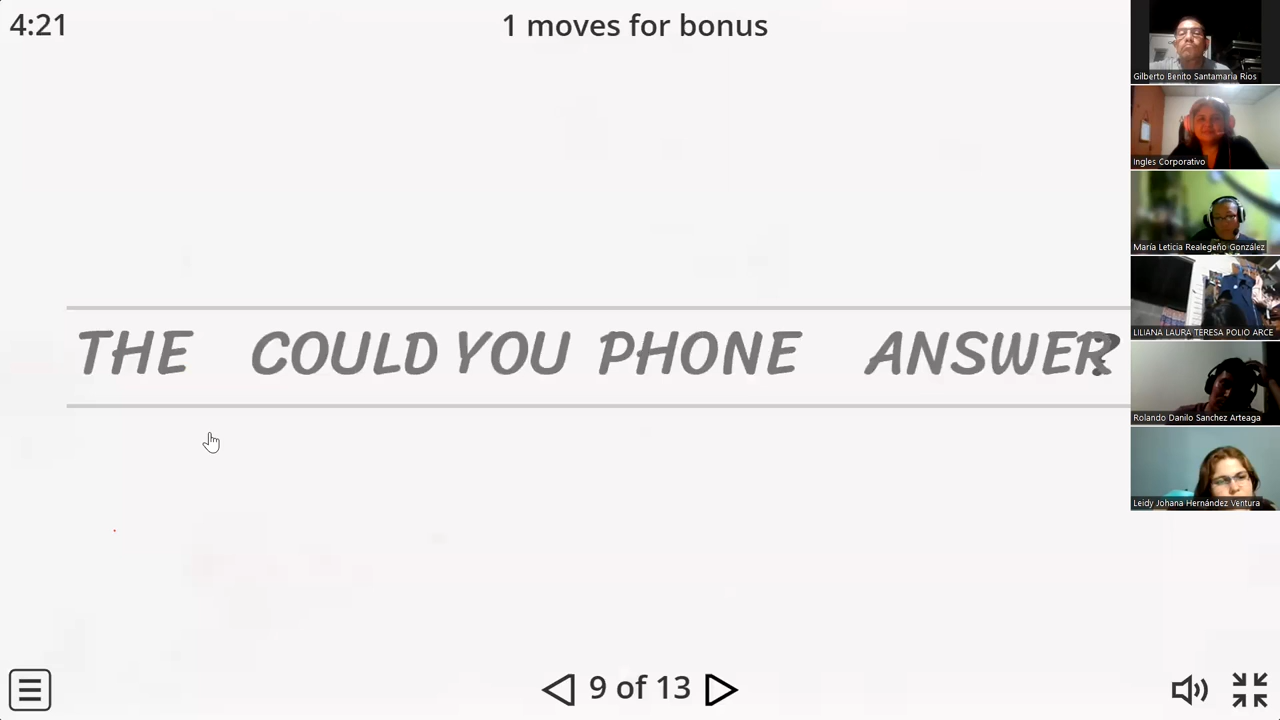 4:21
1 moves for bonus
Gilberto Benito Santamaria Rios
Ingles Corporativo
María Leticia Realegeño González
LILIANA LAURA TERESA POLIO ARCE
THE COULD YOU PHONE ANSWER ?
Rolando Danilo Sanchez Arteaga
Leidy Johana Hernández Ventura
9 of 13